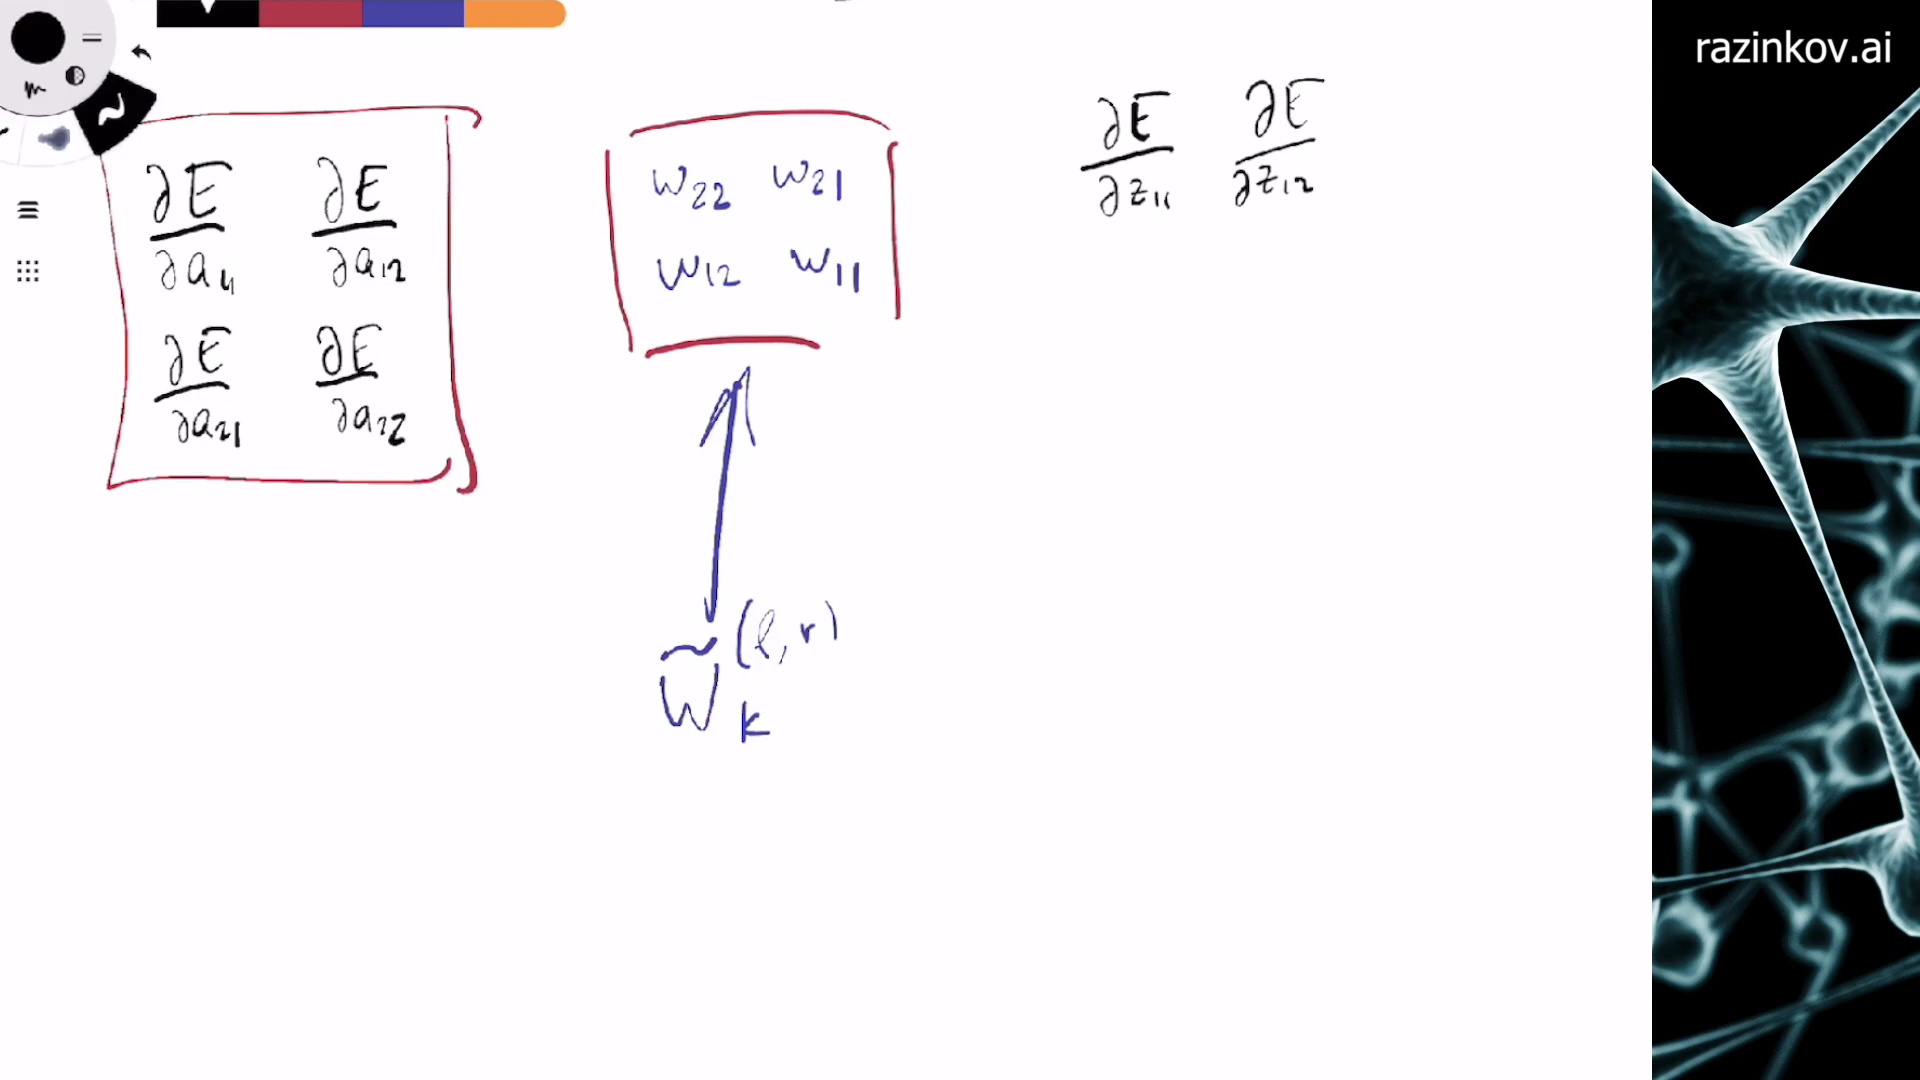 razinkov.ai
∂E/∂a₁₁ ∂E/∂a₁₂
∂E/∂a₂₁ ∂E/∂a₂₂
w₂₂ w₂₁
w₁₂ w₁₁
W̃ₖ^(ℓ,r)
∂E/∂z₁₁ ∂E/∂z₁₂